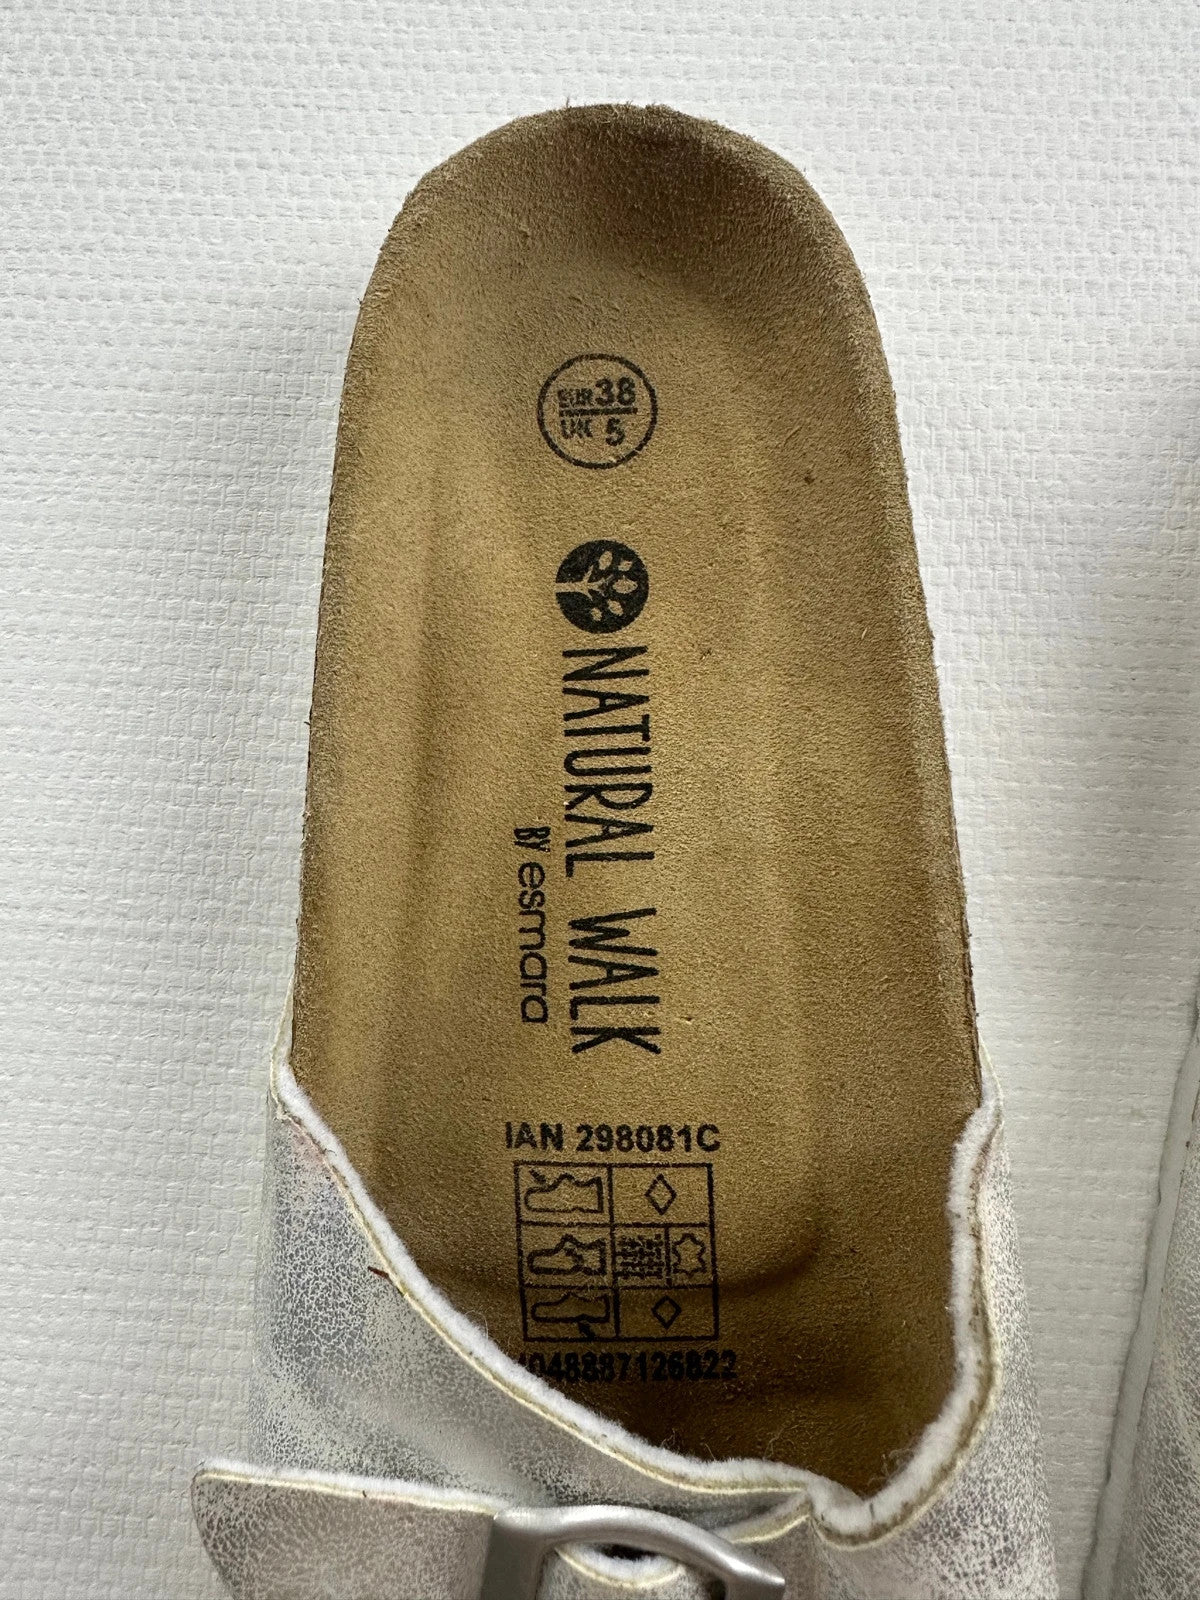 EUR 38
UK 5
NATURAL WALK
BY esmara
IAN 298081C
4048887126822